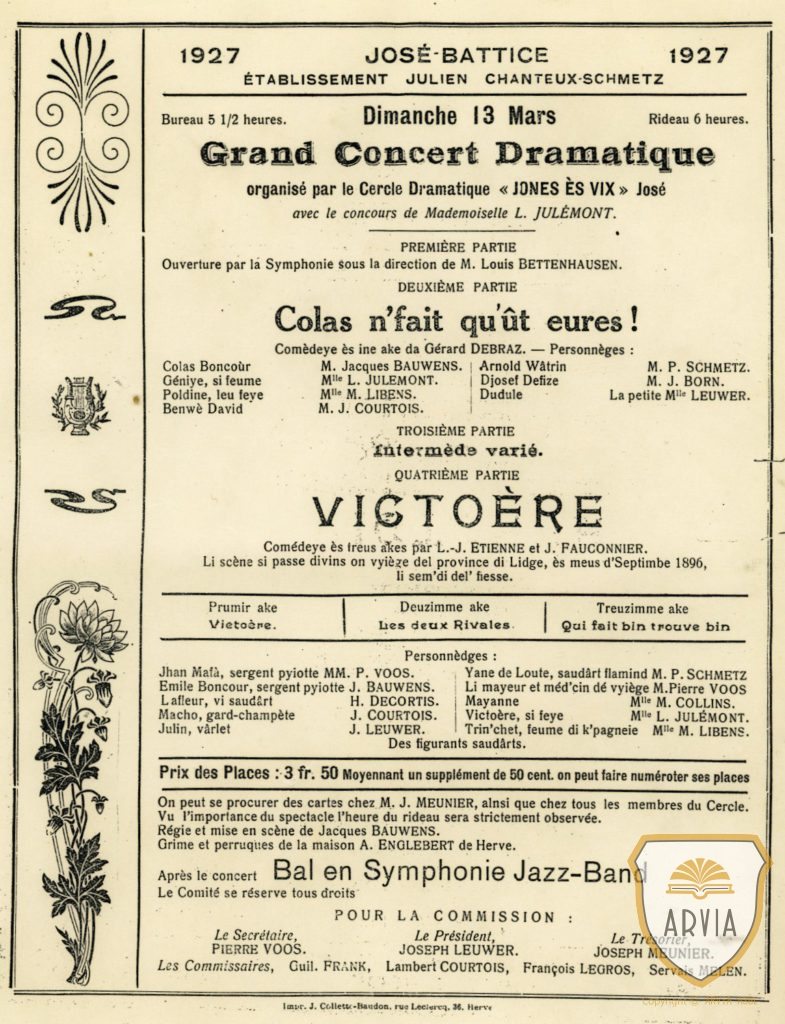 1927 JOSÉ-BATTICE 1927
ÉTABLISSEMENT JULIEN CHANTEUX-SCHMETZ
Bureau 5 1/2 heures. Dimanche 13 Mars Rideau 6 heures.
Grand Concert Dramatique
organisé par le Cercle Dramatique « JONES ÈS VIX » José
avec le concours de Mademoiselle L. JULÉMONT.
PREMIÈRE PARTIE
Ouverture par la Symphonie sous la direction de M. Louis BETTENHAUSEN.
DEUXIÈME PARTIE
Colas n'fait qu'ût eures !
Comèdeye ès ine ake da Gérard DEBRAZ. — Personnèges :
Colas Boncoùr M. Jacques BAUWENS. Arnold Wâtrin M. P. SCHMETZ.
Géniye, si feume Mlle L. JULEMONT. Djosef Defize M. J. BORN.
Poldine, leu feye Mlle M. LIBENS. Dudule La petite Mlle LEUWER.
Benwè David M. J. COURTOIS.
TROISIÈME PARTIE
Intermède varié.
QUATRIÈME PARTIE
VICTOÈRE
Comédeye ès treus akes par L.-J. ETIENNE et J. FAUCONNIER.
Li scène si passe divins on vyièze del province di Lidge, ès meus d'Septimbe 1896,
li sem'di del' fiesse.
Prumir ake Deuzimme ake Treuzimme ake
Victoère. Les deux Rivales. Qui fait bin trouve bin
Personnèdges :
Jhan Mafà, sergent pyiotte MM. P. VOOS. Yane de Loute, saudârt flamind M. P. SCHMETZ
Emile Boncour, sergent pyiotte J. BAUWENS. Li mayeur et méd'cin dé vyiège M. Pierre VOOS
Lafleur, vi saudârt H. DECORTIS. Mayanne Mlle M. COLLINS.
Macho, gard-champète J. COURTOIS. Victoère, si feye Mlle L. JULÉMONT.
Julin, vârlet J. LEUWER. Trin'chet, feume di k'pagneie Mlle M. LIBENS.
Des figurants saudârts.
Prix des Places : 3 fr. 50 Moyennant un supplément de 50 cent. on peut faire numéroter ses places
On peut se procurer des cartes chez M. J. MEUNIER, ainsi que chez tous les membres du Cercle.
Vu l'importance du spectacle l'heure du rideau sera strictement observée.
Régie et mise en scène de Jacques BAUWENS.
Grime et perruques de la maison A. ENGLEBERT de Herve.
Après le concert Bal en Symphonie Jazz-Band
Le Comité se réserve tous droits
POUR LA COMMISSION :
Le Secrétaire, Le Président, Le Trésorier,
PIERRE VOOS. JOSEPH LEUWER. JOSEPH MEUNIER.
Les Commissaires, Guil. FRANK, Lambert COURTOIS, François LEGROS, Servais MELEN.
Impr. J. Collette-Baudon, rue Leclercq, 36, Herve
ARVIA